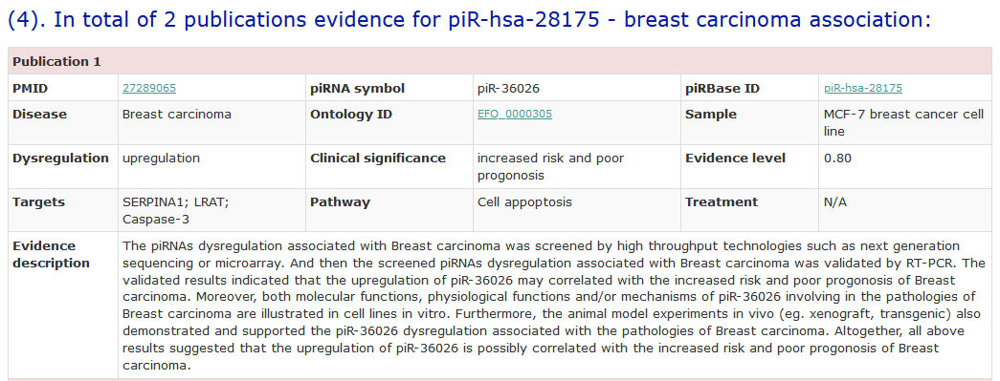 (4). In total of 2 publications evidence for piR-hsa-28175 - breast carcinoma association:
Publication 1
PMID 27289065 piRNA symbol piR-36026 piRBase ID piR-hsa-28175
Disease Breast carcinoma Ontology ID EFO_0000305 Sample MCF-7 breast cancer cell
line
Dysregulation upregulation Clinical significance increased risk and poor
progonosis Evidence level 0.80
Targets SERPINA1; LRAT;
Caspase-3 Pathway Cell appoptosis Treatment N/A
Evidence
description
The piRNAs dysregulation associated with Breast carcinoma was screened by high throughput technologies such as next generation
sequencing or microarray. And then the screened piRNAs dysregulation associated with Breast carcinoma was validated by RT-PCR. The
validated results indicated that the upregulation of piR-36026 may correlated with the increased risk and poor progonosis of Breast
carcinoma. Moreover, both molecular functions, physiological functions and/or mechanisms of piR-36026 involving in the pathologies of
Breast carcinoma are illustrated in cell lines in vitro. Furthermore, the animal model experiments in vivo (eg. xenograft, transgenic) also
demonstrated and supported the piR-36026 dysregulation associated with the pathologies of Breast carcinoma. Altogether, all above
results suggested that the upregulation of piR-36026 is possibly correlated with the increased risk and poor progonosis of Breast
carcinoma.